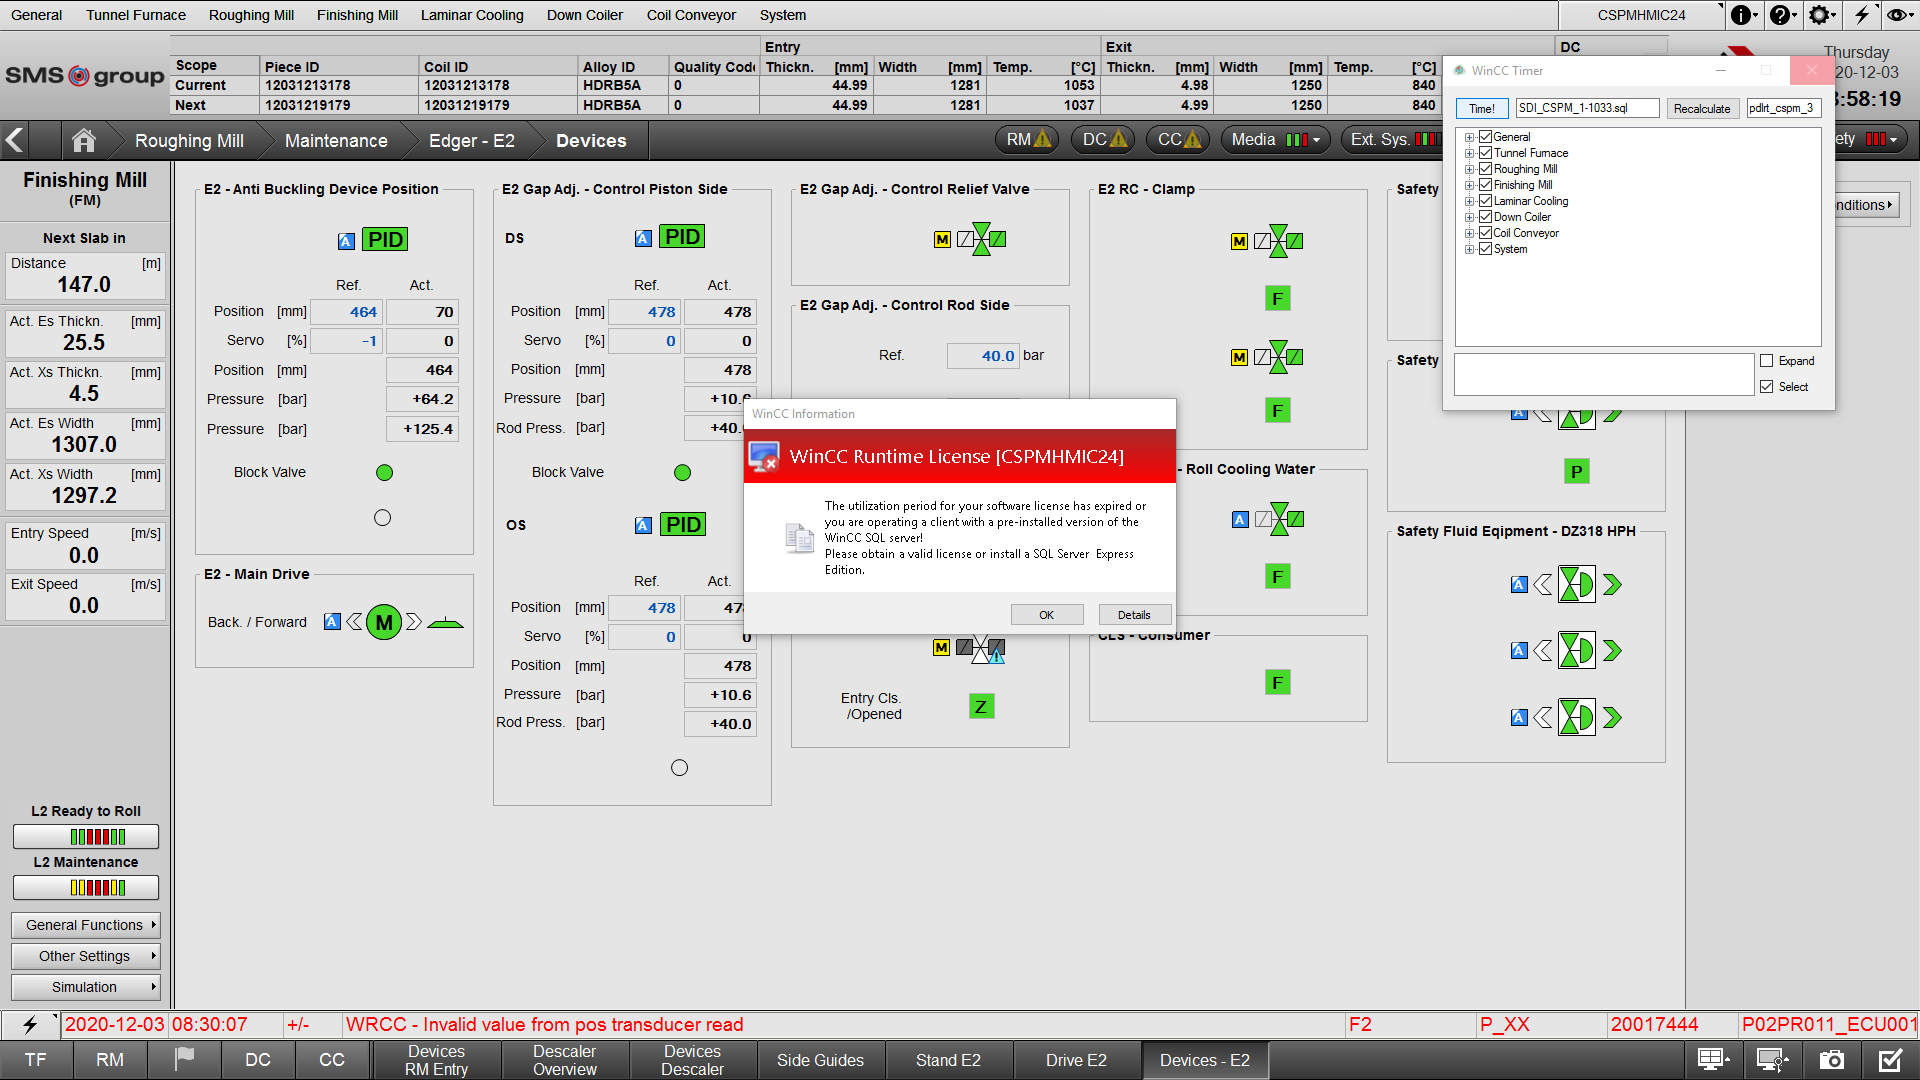 General Tunnel Furnace Roughing Mill Finishing Mill Laminar Cooling Down Coiler Coil Conveyor System CSPMHMIC24
SMS group
Entry Exit DC
Scope Piece ID Coil ID Alloy ID Quality Code Thickn. [mm] Width [mm] Temp. [°C] Thickn. [mm] Width [mm] Temp. [°C]
Current 12031213178 12031213178 HDRB5A 0 44.99 1281 1053 4.98 1250 840
Next 12031219179 12031219179 HDRB5A 0 44.99 1281 1037 4.99 1250 840
Thursday
20-12-03
:58:19
Roughing Mill Maintenance Edger - E2 Devices RM DC CC Media Ext. Sys. ety
WinCC Timer
Time! SDI_CSPM_1-1033.sql Recalculate pdlrt_cspm_3
General
Tunnel Furnace
Roughing Mill
Finishing Mill
Laminar Cooling
Down Coiler
Coil Conveyor
System
Expand
Select
nditions
Finishing Mill
(FM)
Next Slab in
Distance [m]
147.0
Act. Es Thickn. [mm]
25.5
Act. Xs Thickn. [mm]
4.5
Act. Es Width [mm]
1307.0
Act. Xs Width [mm]
1297.2
Entry Speed [m/s]
0.0
Exit Speed [m/s]
0.0
L2 Ready to Roll
L2 Maintenance
General Functions
Other Settings
Simulation
E2 - Anti Buckling Device Position
A PID
Ref. Act.
Position [mm] 464 70
Servo [%] -1 0
Position [mm] 464
Pressure [bar] +64.2
Pressure [bar] +125.4
Block Valve
E2 - Main Drive
Back. / Forward A M
E2 Gap Adj. - Control Piston Side
DS A PID
Ref. Act.
Position [mm] 478 478
Servo [%] 0 0
Position [mm] 478
Pressure [bar] +10.6
Rod Press. [bar] +40.
Block Valve
OS A PID
Ref. Act.
Position [mm] 478 478
Servo [%] 0 0
Position [mm] 478
Pressure [bar] +10.6
Rod Press. [bar] +40.0
E2 Gap Adj. - Control Relief Valve
M
E2 Gap Adj. - Control Rod Side
Ref. 40.0 bar
WinCC Information
WinCC Runtime License [CSPMHMIC24]
The utilization period for your software license has expired or
you are operating a client with a pre-installed version of the
WinCC SQL server!
Please obtain a valid license or install a SQL Server Express
Edition.
OK Details
M
Entry Cls.
/Opened Z
E2 RC - Clamp
M
F
M
F
- Roll Cooling Water
A
F
CLS - Consumer
F
Safety
Safety
A
P
Safety Fluid Eqipment - DZ318 HPH
A
A
A
2020-12-03 08:30:07 +/- WRCC - Invalid value from pos transducer read F2 P_XX 20017444 P02PR011_ECU001
TF RM DC CC Devices RM Entry Descaler Overview Devices Descaler Side Guides Stand E2 Drive E2 Devices - E2